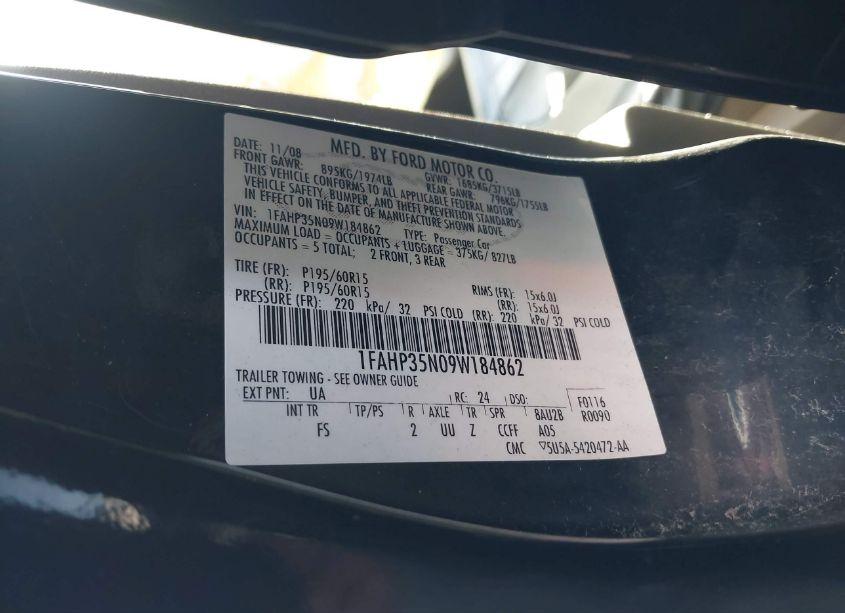 MFD. BY FORD MOTOR CO.
DATE: 11/08 GVWR: 1685KG/3715LB
FRONT GAWR: 895KG/1974LB REAR GAWR: 796KG/1755LB
THIS VEHICLE CONFORMS TO ALL APPLICABLE FEDERAL MOTOR
VEHICLE SAFETY, BUMPER, AND THEFT PREVENTION STANDARDS
IN EFFECT ON THE DATE OF MANUFACTURE SHOWN ABOVE.
VIN: 1FAHP35N09W184862 TYPE: Passenger Car
MAXIMUM LOAD = OCCUPANTS + LUGGAGE = 375KG/ 827LB
OCCUPANTS = 5 TOTAL; 2 FRONT, 3 REAR
TIRE (FR): P195/60R15 RIMS (FR): 15x6.0J
(RR): P195/60R15 (RR): 15x6.0J
PRESSURE (FR): 220 kPa/ 32 PSI COLD (RR): 220 kPa/ 32 PSI COLD
1FAHP35N09W184862
TRAILER TOWING - SEE OWNER GUIDE
EXT PNT: UA RC: 24 DSO: F0116
INT TR TP/PS R AXLE TR SPR BAU2B R0090
FS 2 UU Z CCFF A05
CMC ▽5U5A-5420472-AA